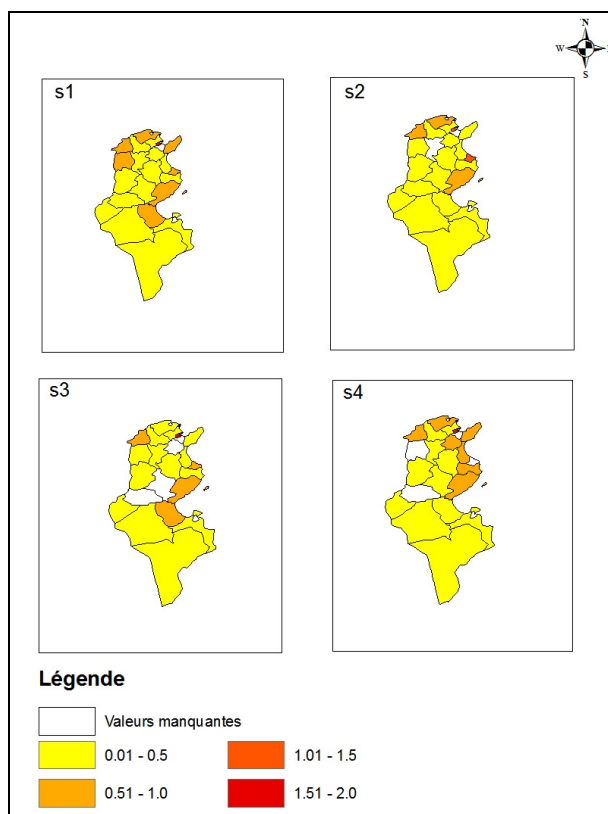 N
W
S
s1
s2
s3
s4
Légende
Valeurs manquantes
0.01 - 0.5
1.01 - 1.5
0.51 - 1.0
1.51 - 2.0